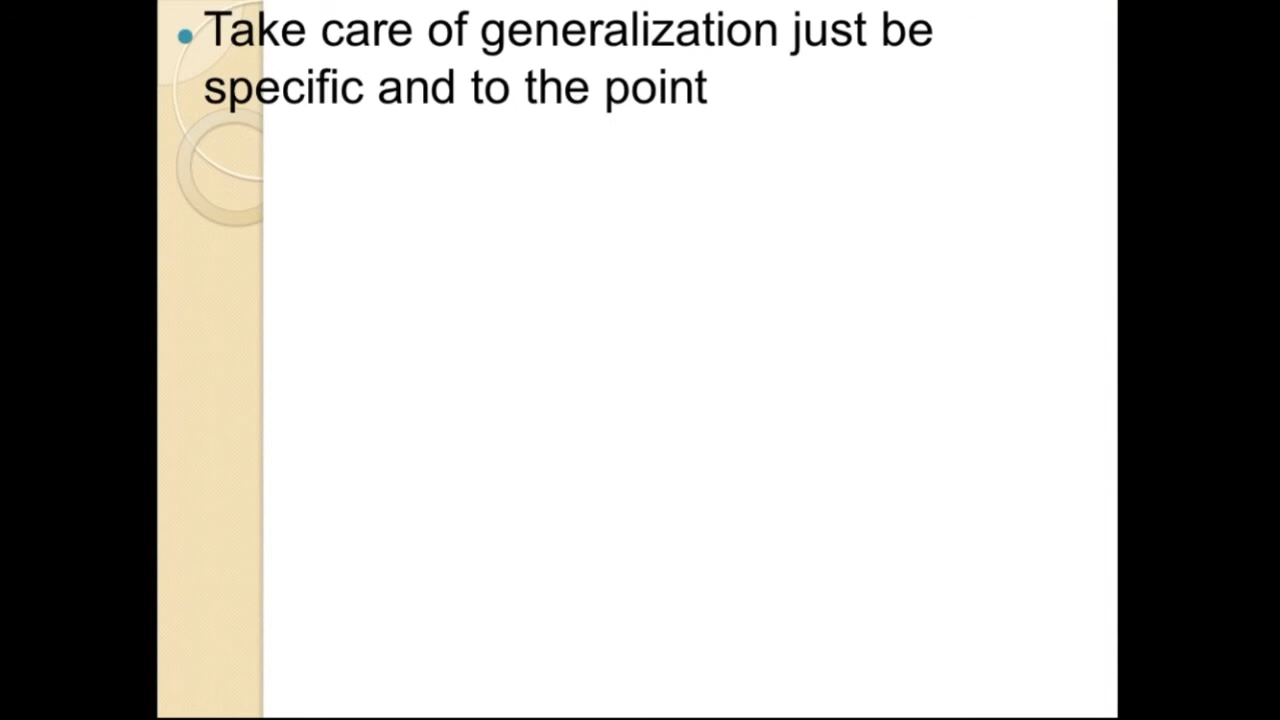 Take care of generalization just be
specific and to the point